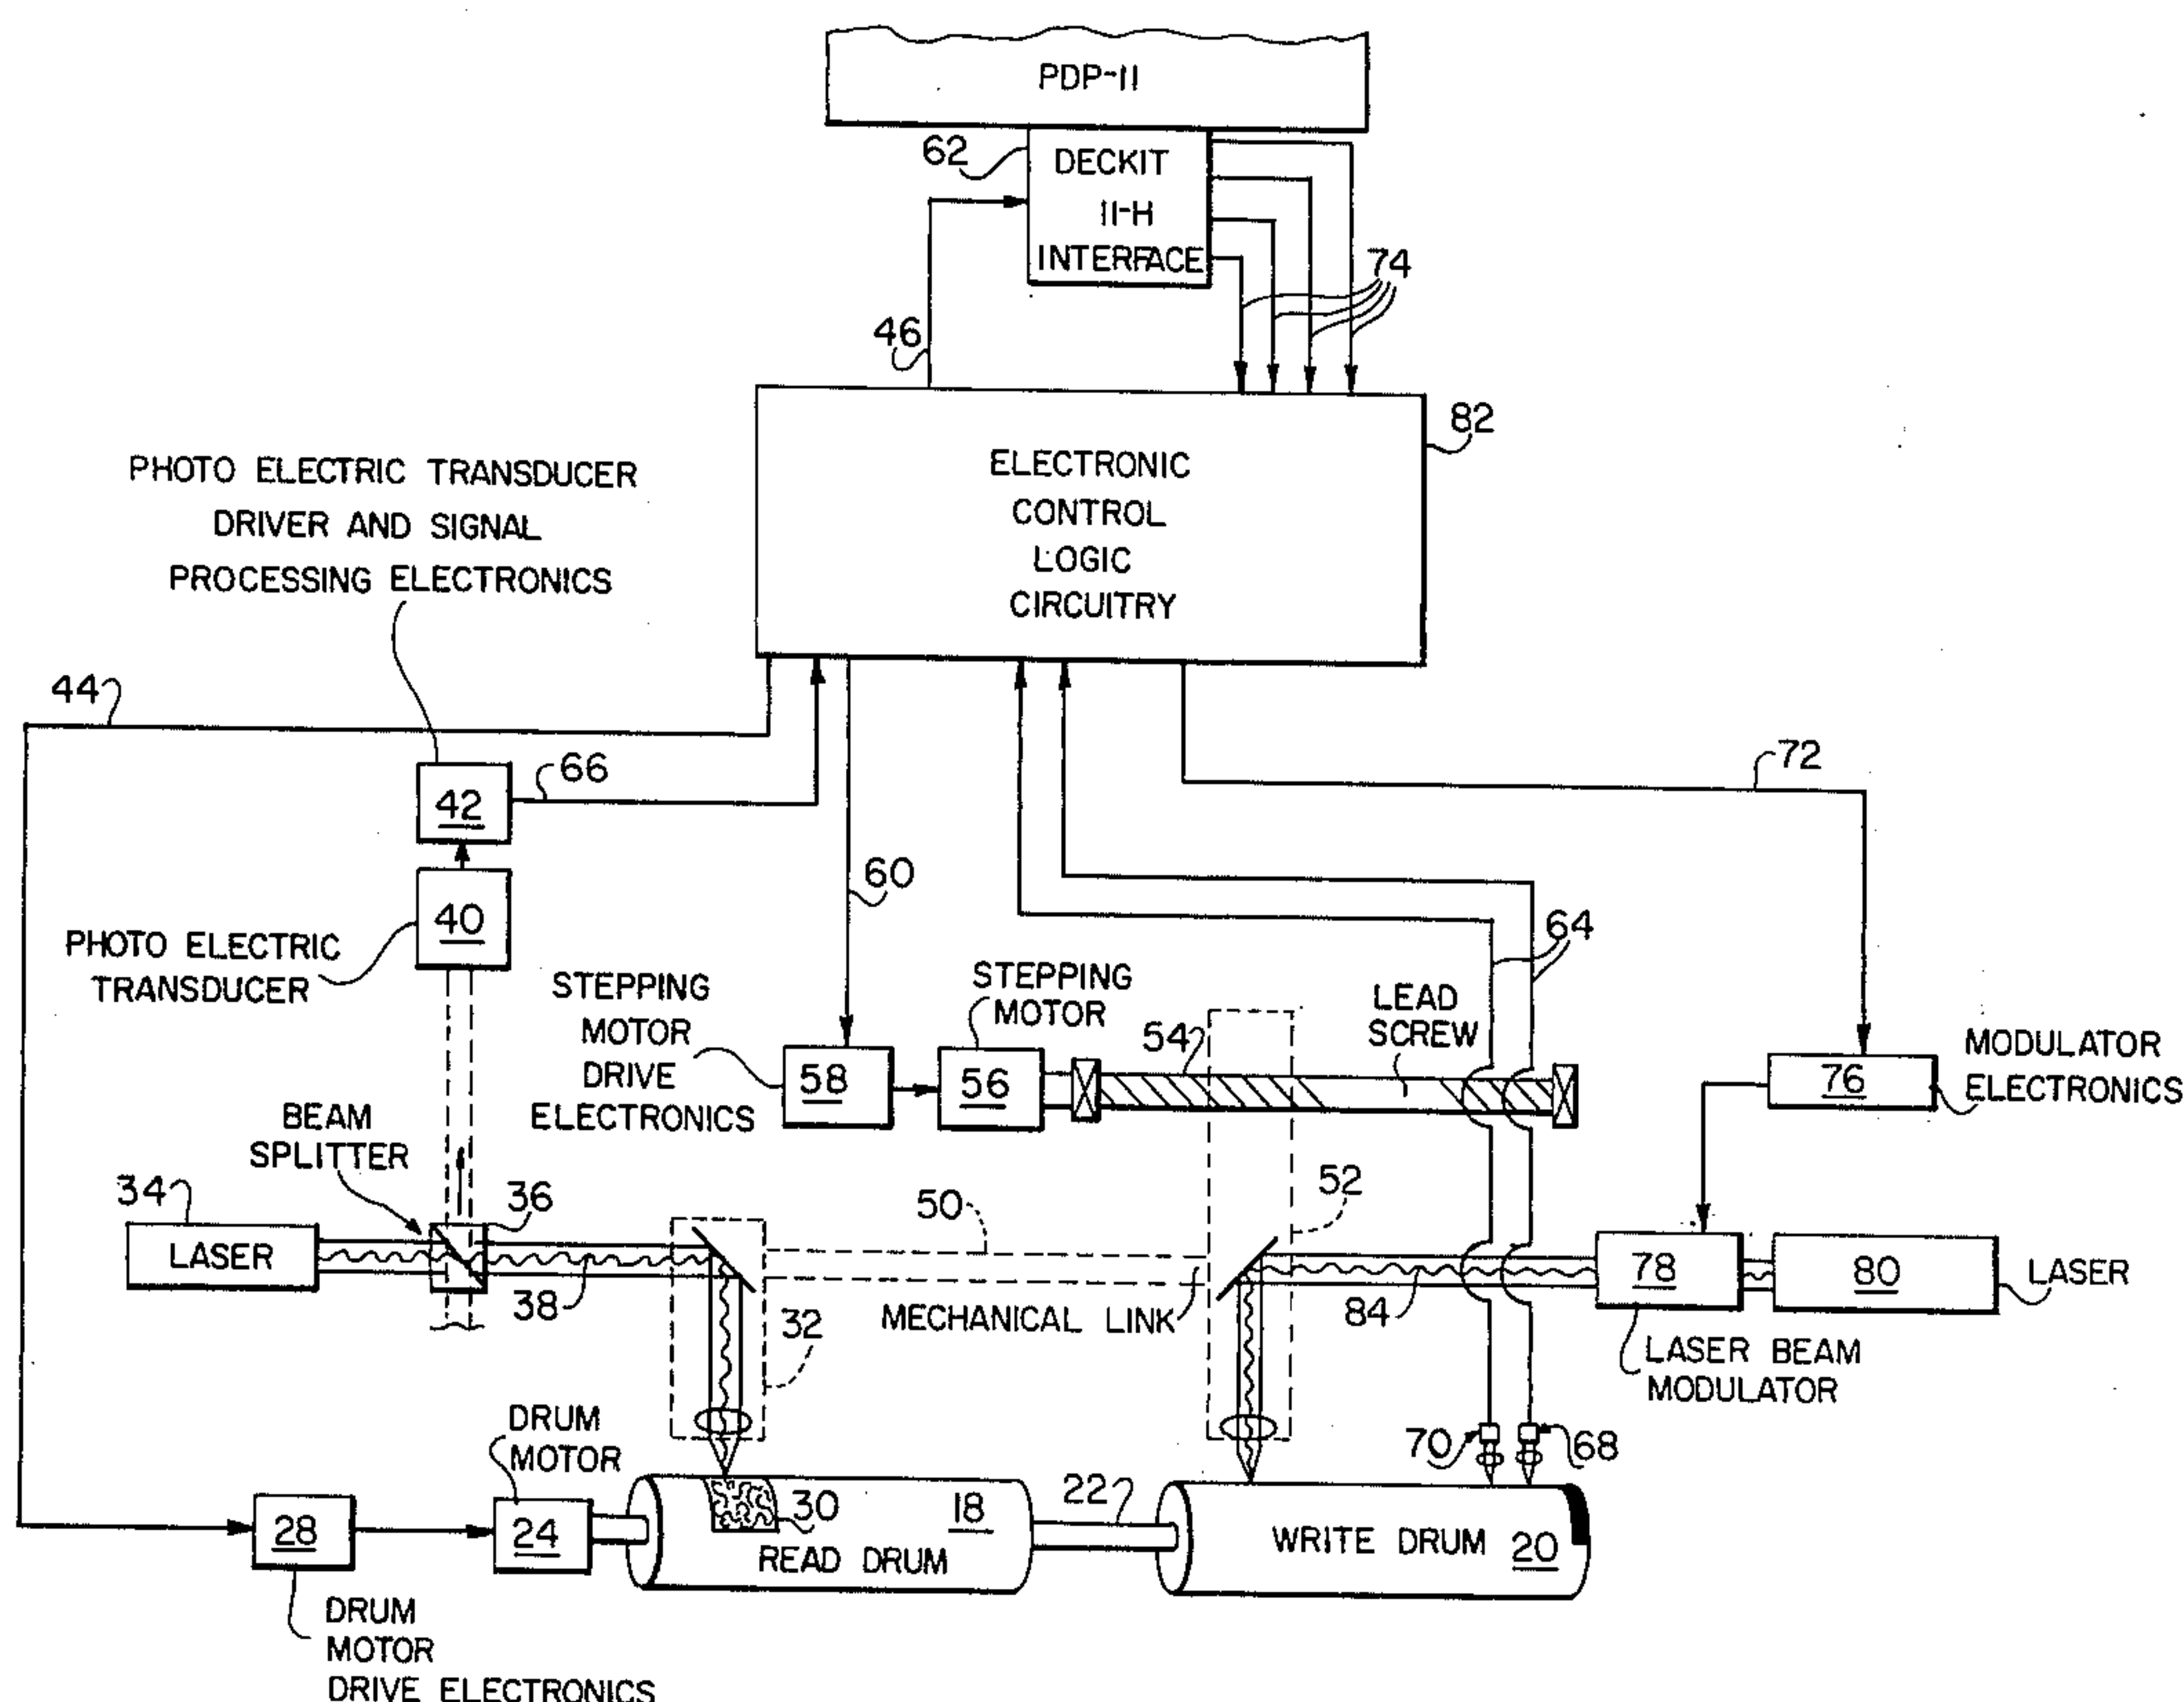 PDP-11
62
DECKIT
11-H
INTERFACE
74
46
82
ELECTRONIC
CONTROL
LOGIC
CIRCUITRY
PHOTO ELECTRIC TRANSDUCER
DRIVER AND SIGNAL
PROCESSING ELECTRONICS
44
66
42
72
60
40
PHOTO ELECTRIC
TRANSDUCER
64
STEPPING
MOTOR
DRIVE
ELECTRONICS
STEPPING
MOTOR
54
LEAD
SCREW
58
56
76
MODULATOR
ELECTRONICS
BEAM
SPLITTER
34
36
50
52
LASER
38
32
MECHANICAL LINK
84
78
80
LASER
LASER BEAM
MODULATOR
DRUM
MOTOR
70
68
28
24
30
18
READ DRUM
22
WRITE DRUM 20
DRUM
MOTOR
DRIVE ELECTRONICS